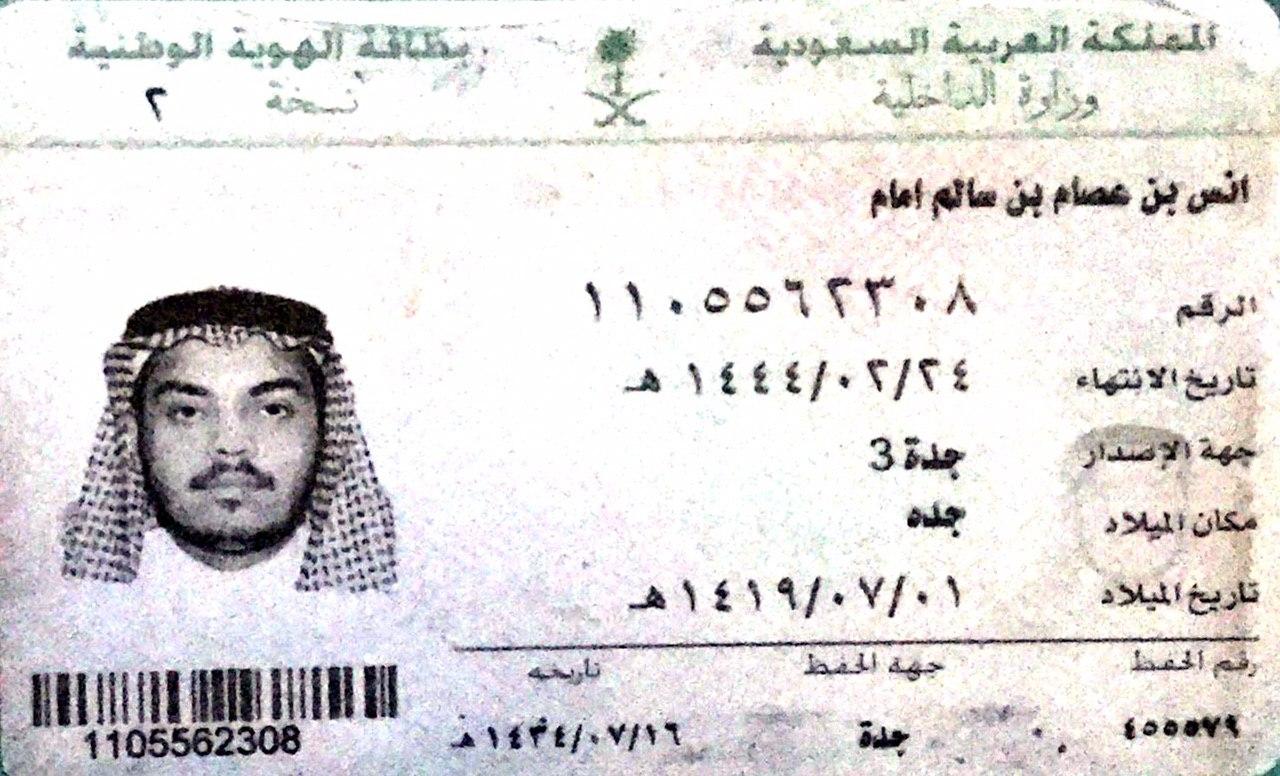 المملكة العربية السعودية
وزارة الداخلية
بطاقة الهوية الوطنية
نسخة ٢
انس بن عصام بن سالم امام
الرقم ١١٠٥٥٦٢٣٠٨
تاريخ الانتهاء ١٤٤٤/٠٢/٢٤ هـ
جهة الإصدار جدة 3
مكان الميلاد جده
تاريخ الميلاد ١٤١٩/٠٧/٠١ هـ
رقم الحفظ جهة الحفظ تاريخه
٤٥٥٥٧٩ جدة ١٤٣٤/٠٧/١٦هـ
1105562308